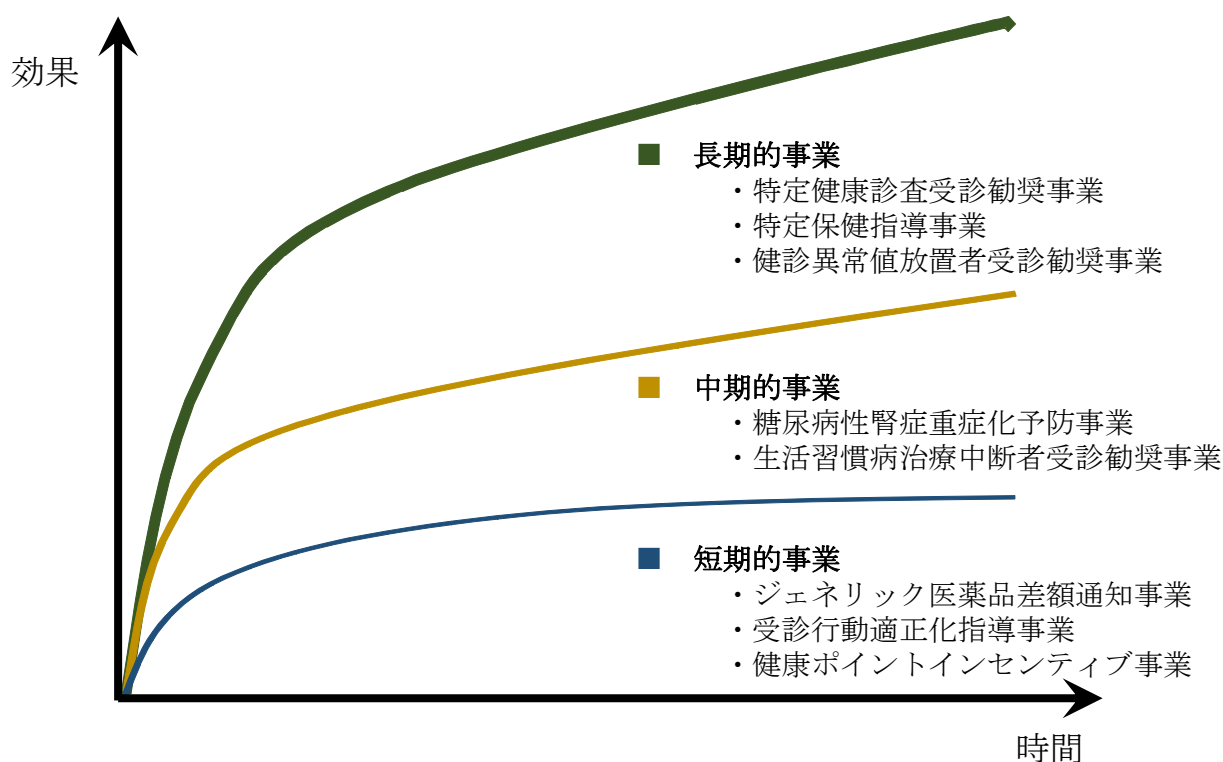 効果
■ 長期的事業
・特定健康診査受診勧奨事業
・特定保健指導事業
・健診異常値放置者受診勧奨事業
■ 中期的事業
・糖尿病性腎症重症化予防事業
・生活習慣病治療中断者受診勧奨事業
■ 短期的事業
・ジェネリック医薬品差額通知事業
・受診行動適正化指導事業
・健康ポイントインセンティブ事業
時間